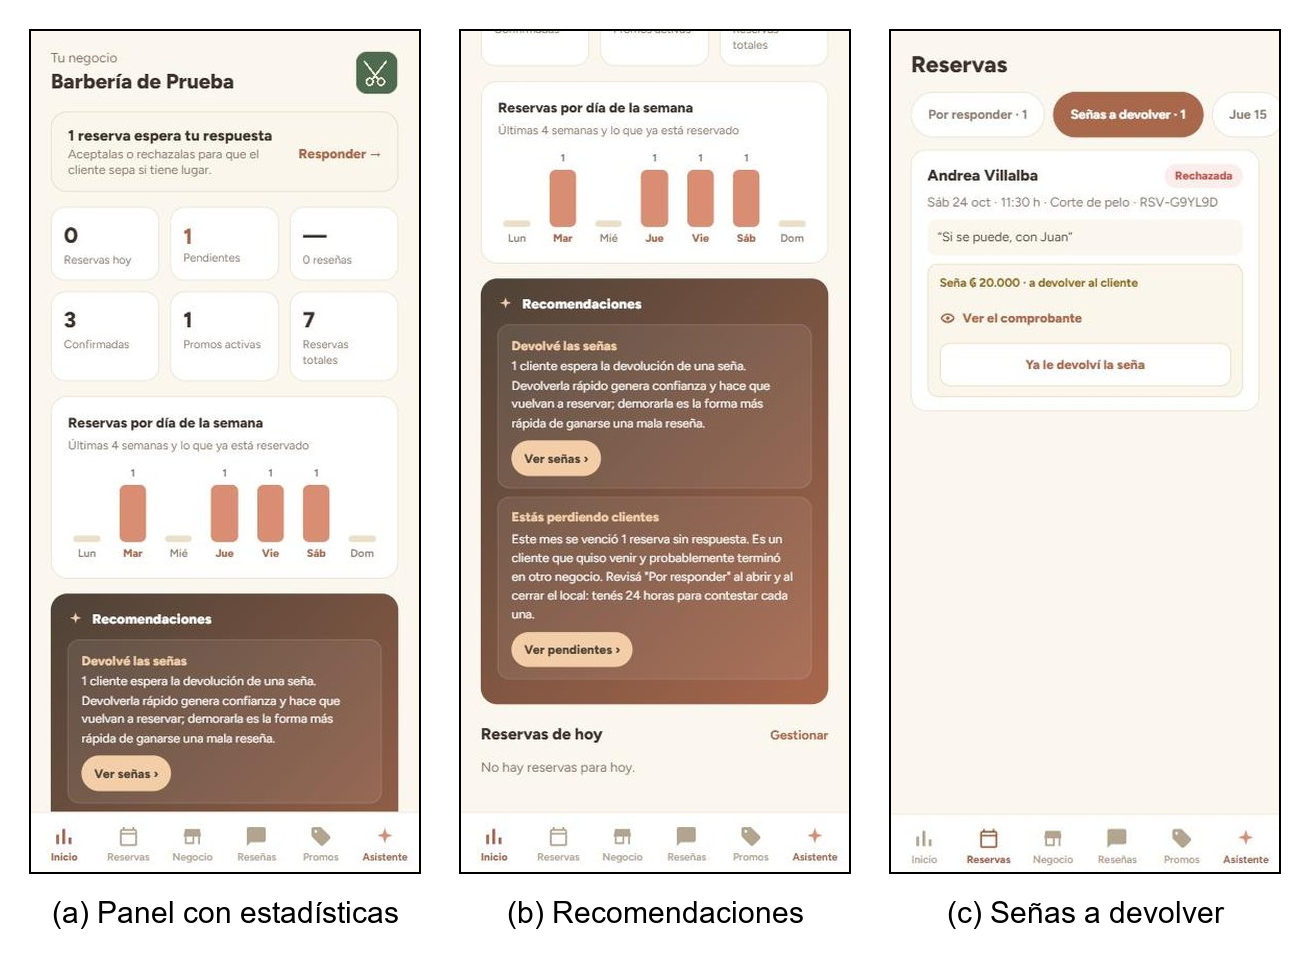 Tu negocio
Barbería de Prueba
1 reserva espera tu respuesta
Aceptalas o rechazalas para que el
cliente sepa si tiene lugar.
Responder →
0
Reservas hoy
1
Pendientes
—
0 reseñas
3
Confirmadas
1
Promos activas
7
Reservas
totales
Reservas por día de la semana
Últimas 4 semanas y lo que ya está reservado
1 1 1 1
Lun Mar Mié Jue Vie Sáb Dom
Recomendaciones
Devolvé las señas
1 cliente espera la devolución de una seña.
Devolverla rápido genera confianza y hace que
vuelvan a reservar; demorarla es la forma más
rápida de ganarse una mala reseña.
Ver señas ›
Inicio Reservas Negocio Reseñas Promos Asistente
(a) Panel con estadísticas
Confirmadas Promos activas Reservas
totales
Reservas por día de la semana
Últimas 4 semanas y lo que ya está reservado
1 1 1 1
Lun Mar Mié Jue Vie Sáb Dom
Recomendaciones
Devolvé las señas
1 cliente espera la devolución de una seña.
Devolverla rápido genera confianza y hace que
vuelvan a reservar; demorarla es la forma más
rápida de ganarse una mala reseña.
Ver señas ›
Estás perdiendo clientes
Este mes se venció 1 reserva sin respuesta. Es un
cliente que quiso venir y probablemente terminó
en otro negocio. Revisá "Por responder" al abrir y al
cerrar el local: tenés 24 horas para contestar cada
una.
Ver pendientes ›
Reservas de hoy
Gestionar
No hay reservas para hoy.
Inicio Reservas Negocio Reseñas Promos Asistente
(b) Recomendaciones
Reservas
Por responder · 1
Señas a devolver · 1
Jue 15
Andrea Villalba
Rechazada
Sáb 24 oct · 11:30 h · Corte de pelo · RSV-G9YL9D
“Si se puede, con Juan”
Seña ₲ 20.000 · a devolver al cliente
Ver el comprobante
Ya le devolví la seña
Inicio Reservas Negocio Reseñas Promos Asistente
(c) Señas a devolver